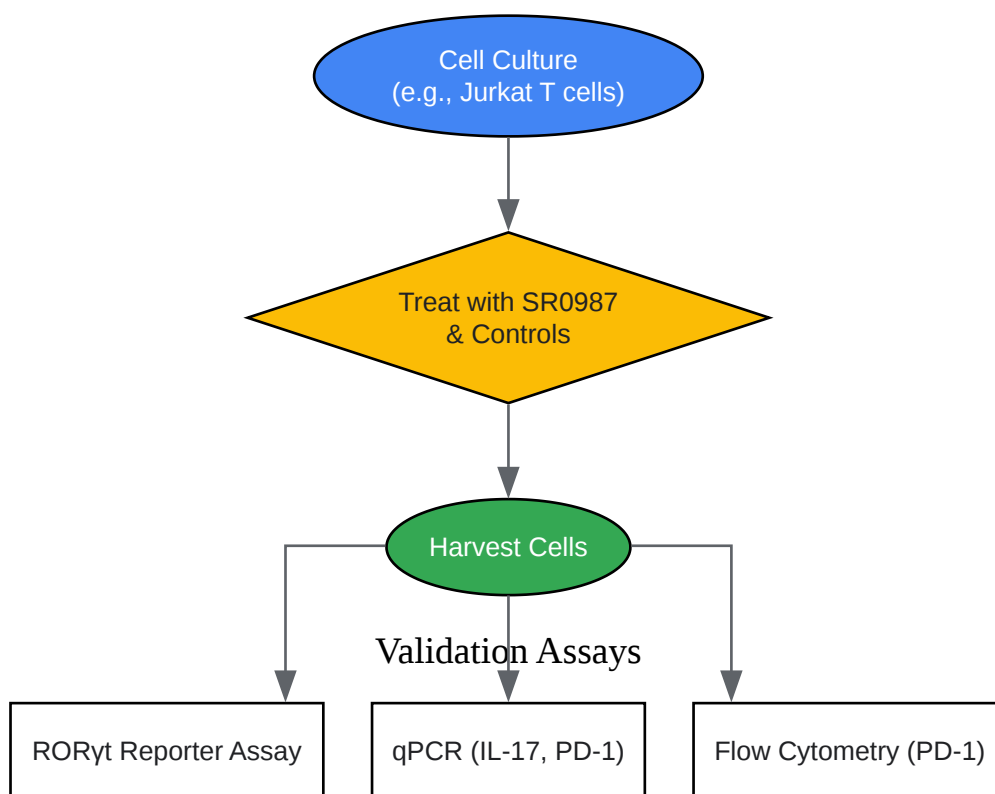 Cell Culture
(e.g., Jurkat T cells)
Treat with SR0987
& Controls
Harvest Cells
Validation Assays
RORγt Reporter Assay
qPCR (IL-17, PD-1)
Flow Cytometry (PD-1)